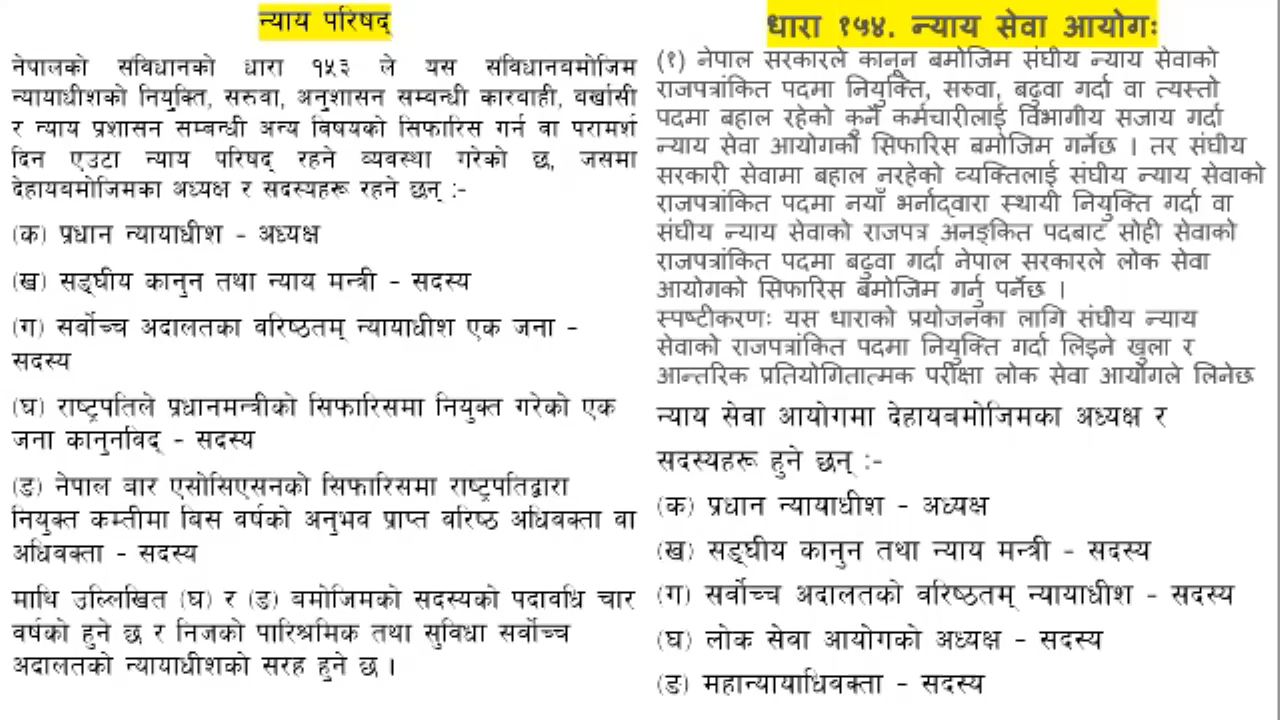 न्याय परिषद्
नेपालको संविधानको धारा १५३ ले यस संविधानबमोजिम
न्यायाधीशको नियुक्ति, सरुवा, अनुशासन सम्बन्धी कारबाही, बर्खासी
र न्याय प्रशासन सम्बन्धी अन्य विषयको सिफारिस गर्न वा परामर्श
दिन एउटा न्याय परिषद् रहने व्यवस्था गरेको छ, जसमा
देहायबमोजिमका अध्यक्ष र सदस्यहरू रहने छन् :-
(क) प्रधान न्यायाधीश - अध्यक्ष
(ख) सङ्घीय कानुन तथा न्याय मन्त्री - सदस्य
(ग) सर्वोच्च अदालतका वरिष्ठतम् न्यायाधीश एक जना -
सदस्य
(घ) राष्ट्रपतिले प्रधानमन्त्रीको सिफारिसमा नियुक्त गरेको एक
जना कानुनविद् - सदस्य
(ङ) नेपाल बार एसोसिएसनको सिफारिसमा राष्ट्रपतिद्वारा
नियुक्त कम्तीमा बिस वर्षको अनुभव प्राप्त वरिष्ठ अधिवक्ता वा
अधिवक्ता - सदस्य
माथि उल्लिखित (घ) र (ङ) बमोजिमको सदस्यको पदावधि चार
वर्षको हुने छ र निजको पारिश्रमिक तथा सुविधा सर्वोच्च
अदालतको न्यायाधीशको सरह हुने छ ।
धारा १५४. न्याय सेवा आयोगः
(१) नेपाल सरकारले कानून बमोजिम संघीय न्याय सेवाको
राजपत्रांकित पदमा नियुक्ति, सरुवा, बढुवा गर्दा वा त्यस्तो
पदमा बहाल रहेको कुनै कर्मचारीलाई विभागीय सजाय गर्दा
न्याय सेवा आयोगको सिफारिस बमोजिम गर्नेछ । तर संघीय
सरकारी सेवामा बहाल नरहेको व्यक्तिलाई संघीय न्याय सेवाको
राजपत्रांकित पदमा नयाँ भर्नाद्वारा स्थायी नियुक्ति गर्दा वा
संघीय न्याय सेवाको राजपत्र अनङ्कित पदबाट सोही सेवाको
राजपत्रांकित पदमा बढुवा गर्दा नेपाल सरकारले लोक सेवा
आयोगको सिफारिस बमोजिम गर्नु पर्नेछ ।
स्पष्टीकरणः यस धाराको प्रयोजनका लागि संघीय न्याय
सेवाको राजपत्रांकित पदमा नियुक्ति गर्दा लिइने खुला र
आन्तरिक प्रतियोगितात्मक परीक्षा लोक सेवा आयोगले लिनेछ
न्याय सेवा आयोगमा देहायबमोजिमका अध्यक्ष र
सदस्यहरू हुने छन् :-
(क) प्रधान न्यायाधीश - अध्यक्ष
(ख) सङ्घीय कानुन तथा न्याय मन्त्री - सदस्य
(ग) सर्वोच्च अदालतको वरिष्ठतम् न्यायाधीश - सदस्य
(घ) लोक सेवा आयोगको अध्यक्ष - सदस्य
(ङ) महान्यायाधिवक्ता - सदस्य